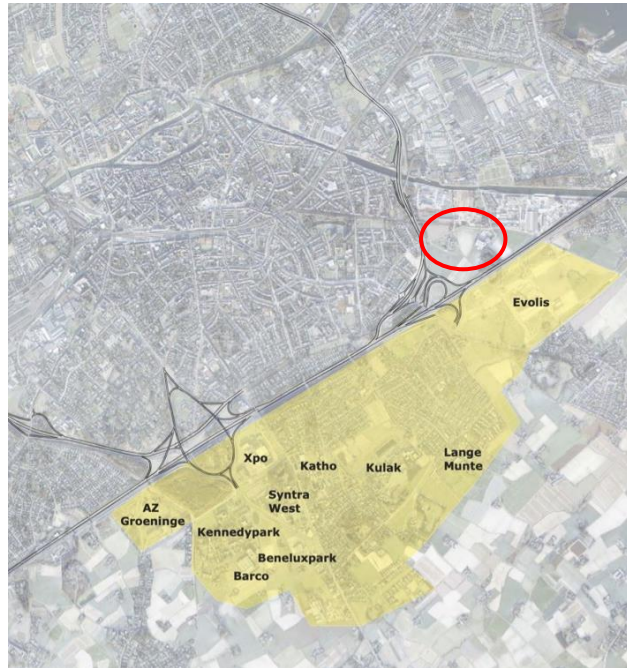 Evolis
Xpo
Katho
Kulak
Lange
Munte
Syntra
West
AZ
Groeninge
Kennedypark
Beneluxpark
Barco